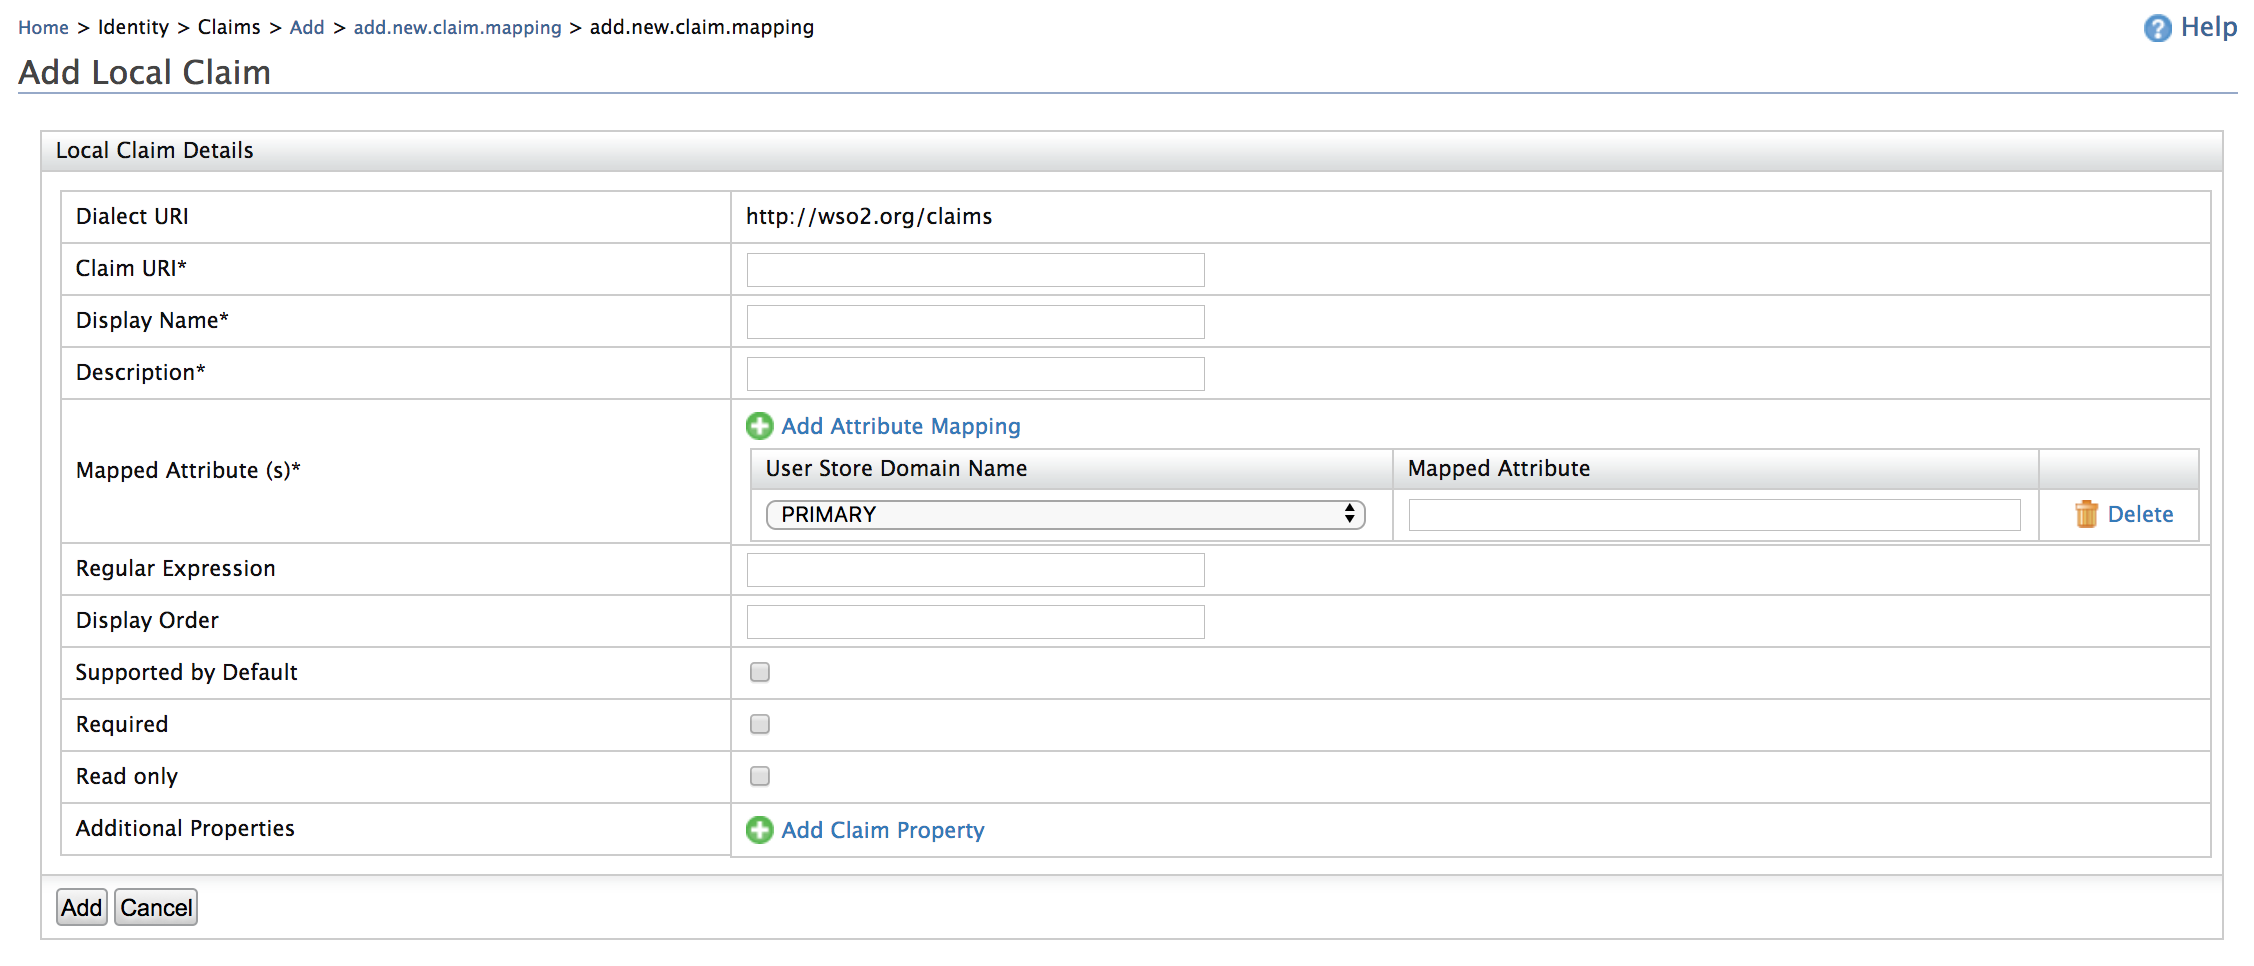 Home > Identity > Claims > Add > add.new.claim.mapping > add.new.claim.mapping
Help
Add Local Claim
Local Claim Details
Dialect URI http://wso2.org/claims
Claim URI*
Display Name*
Description*
Add Attribute Mapping
Mapped Attribute (s)*
User Store Domain Name Mapped Attribute
PRIMARY Delete
Regular Expression
Display Order
Supported by Default
Required
Read only
Additional Properties Add Claim Property
Add Cancel